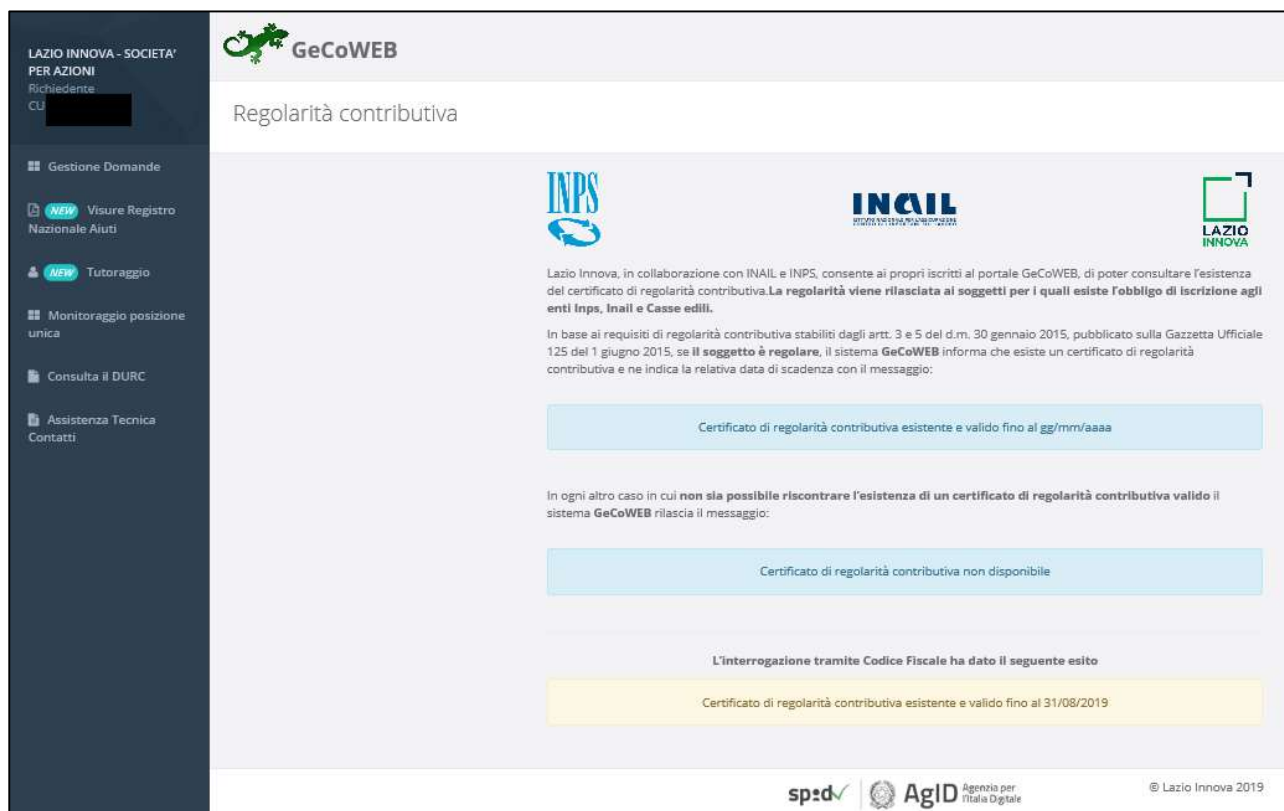 LAZIO INNOVA - SOCIETA'
PER AZIONI
Richiedente
CU
Gestione Domande
NEW Visure Registro
Nazionale Aiuti
NEW Tutoraggio
Monitoraggio posizione
unica
Consulta il DURC
Assistenza Tecnica
Contatti
GeCoWEB
Regolarità contributiva
INPS
INAIL
LAZIO
INNOVA
Lazio Innova, in collaborazione con INAIL e INPS, consente ai propri iscritti al portale GeCoWEB, di poter consultare l'esistenza
del certificato di regolarità contributiva.La regolarità viene rilasciata ai soggetti per i quali esiste l'obbligo di iscrizione agli
enti Inps, Inail e Casse edili.
In base ai requisiti di regolarità contributiva stabiliti dagli artt. 3 e 5 del d.m. 30 gennaio 2015, pubblicato sulla Gazzetta Ufficiale
125 del 1 giugno 2015, se il soggetto è regolare, il sistema GeCoWEB informa che esiste un certificato di regolarità
contributiva e ne indica la relativa data di scadenza con il messaggio:
Certificato di regolarità contributiva esistente e valido fino al gg/mm/aaaa
In ogni altro caso in cui non sia possibile riscontrare l'esistenza di un certificato di regolarità contributiva valido il
sistema GeCoWEB rilascia il messaggio:
Certificato di regolarità contributiva non disponibile
L'interrogazione tramite Codice Fiscale ha dato il seguente esito
Certificato di regolarità contributiva esistente e valido fino al 31/08/2019
sp:d
AgID Agenzia per
l'Italia Digitale
© Lazio Innova 2019